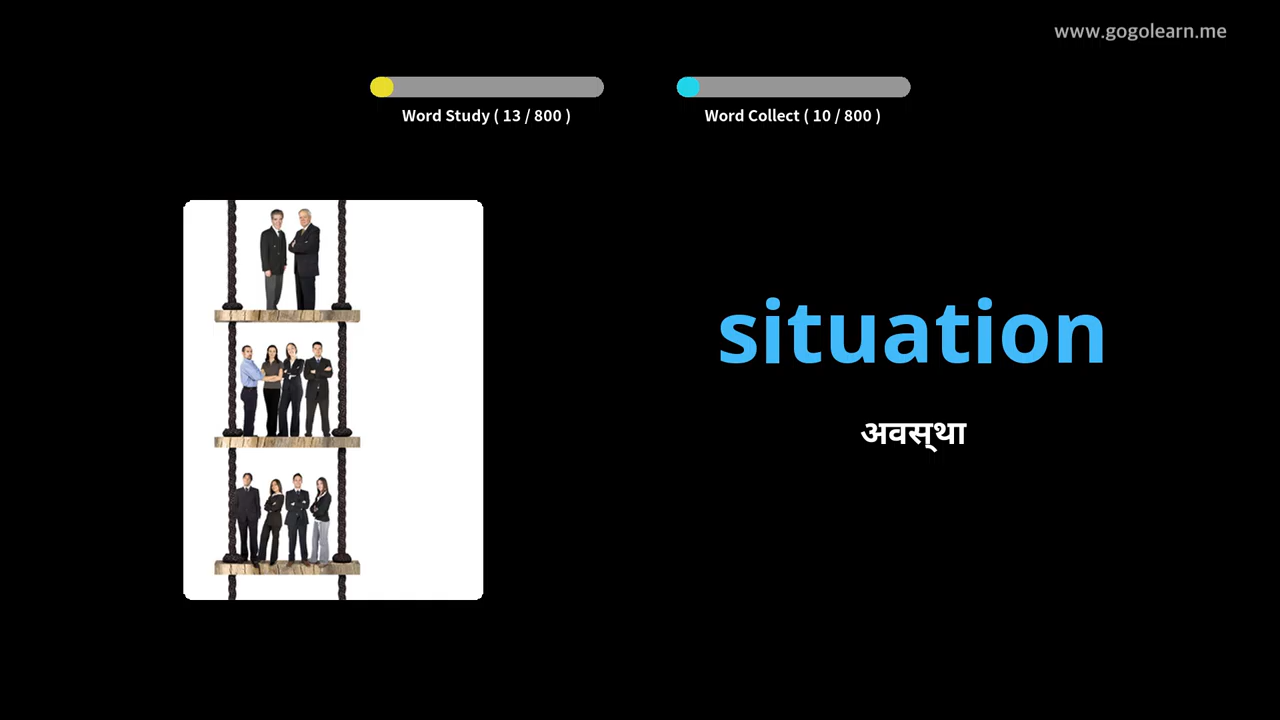 www.gogolearn.me
Word Study ( 13 / 800 )
Word Collect ( 10 / 800 )
situation
अवस्था